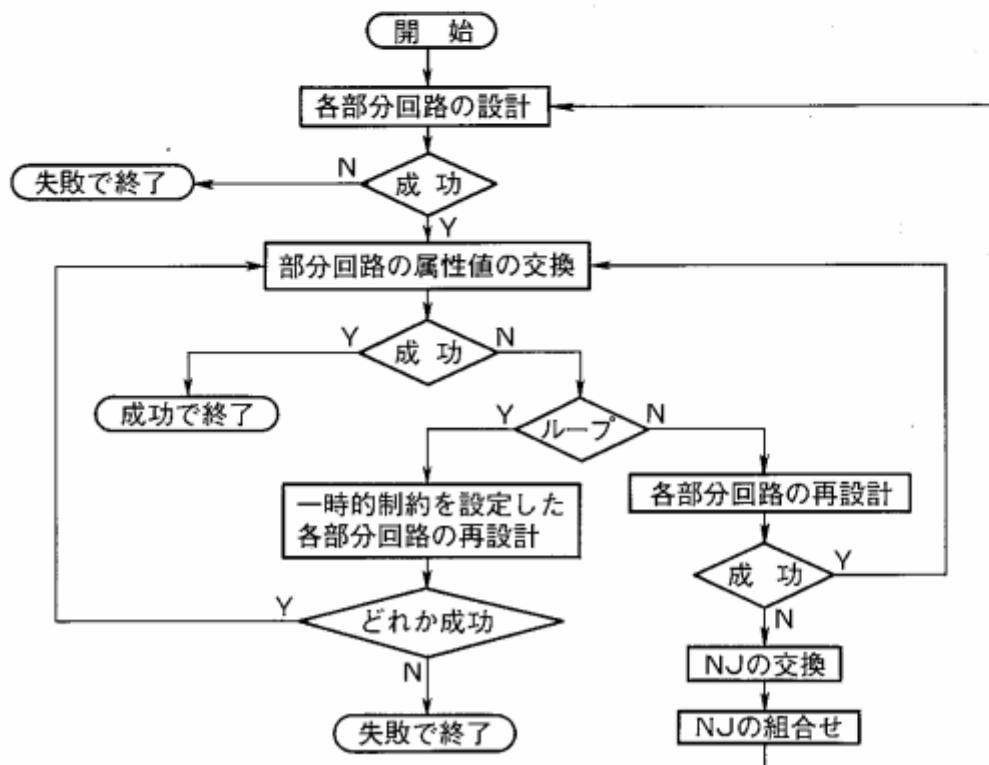 開 始
各部分回路の設計
N
成 功
失敗で終了
Y
部分回路の属性値の交換
Y
成 功
N
成功で終了
Y
ループ
N
一時的制約を設定した
各部分回路の再設計
各部分回路の再設計
成 功
Y
Y
どれか成功
N
N
NJの交換
失敗で終了
NJの組合せ